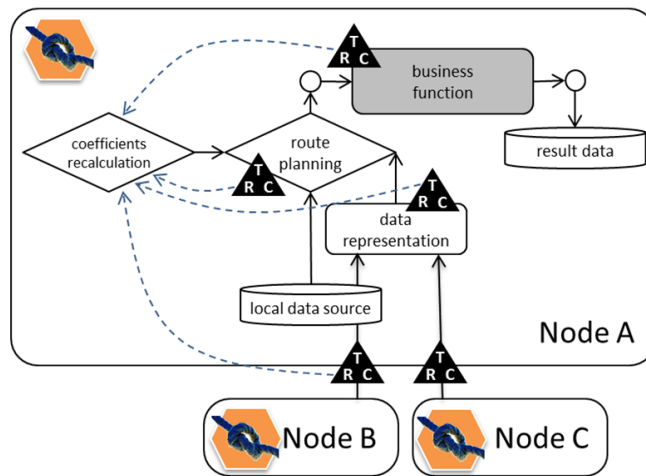 T
R C
business
function
coefficients
recalculation
route
planning
result data
T
R C
T
R C
data
representation
local data source
Node A
T
R C
T
R C
Node B
Node C